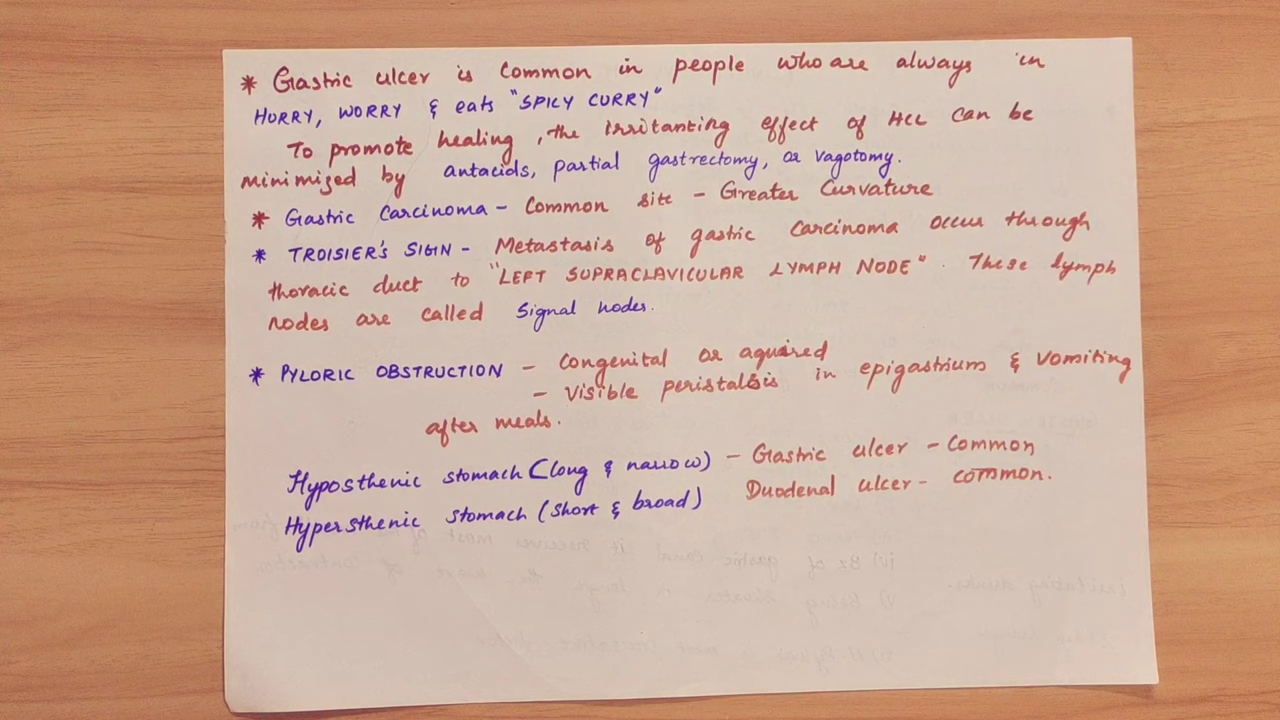 * Gastric ulcer is common in people who are always in
HURRY, WORRY & eats "SPICY CURRY"
To promote healing, the irritanting effect of HCL can be
minimized by antacids, partial gastrectomy, or vagotomy.
* Gastric Carcinoma - Common site - Greater Curvature
* TROISIER'S SIGN - Metastasis of gastric carcinoma occur through
thoracic duct to "LEFT SUPRACLAVICULAR LYMPH NODE". These lymph
nodes are called Signal nodes.
* PYLORIC OBSTRUCTION - Congenital or aquired
- Visible peristalsis in epigastrium & vomiting
after meals.
Hyposthenic stomach (long & narrow) - Gastric ulcer - Common
Hypersthenic stomach (short & broad) Duodenal ulcer - common.